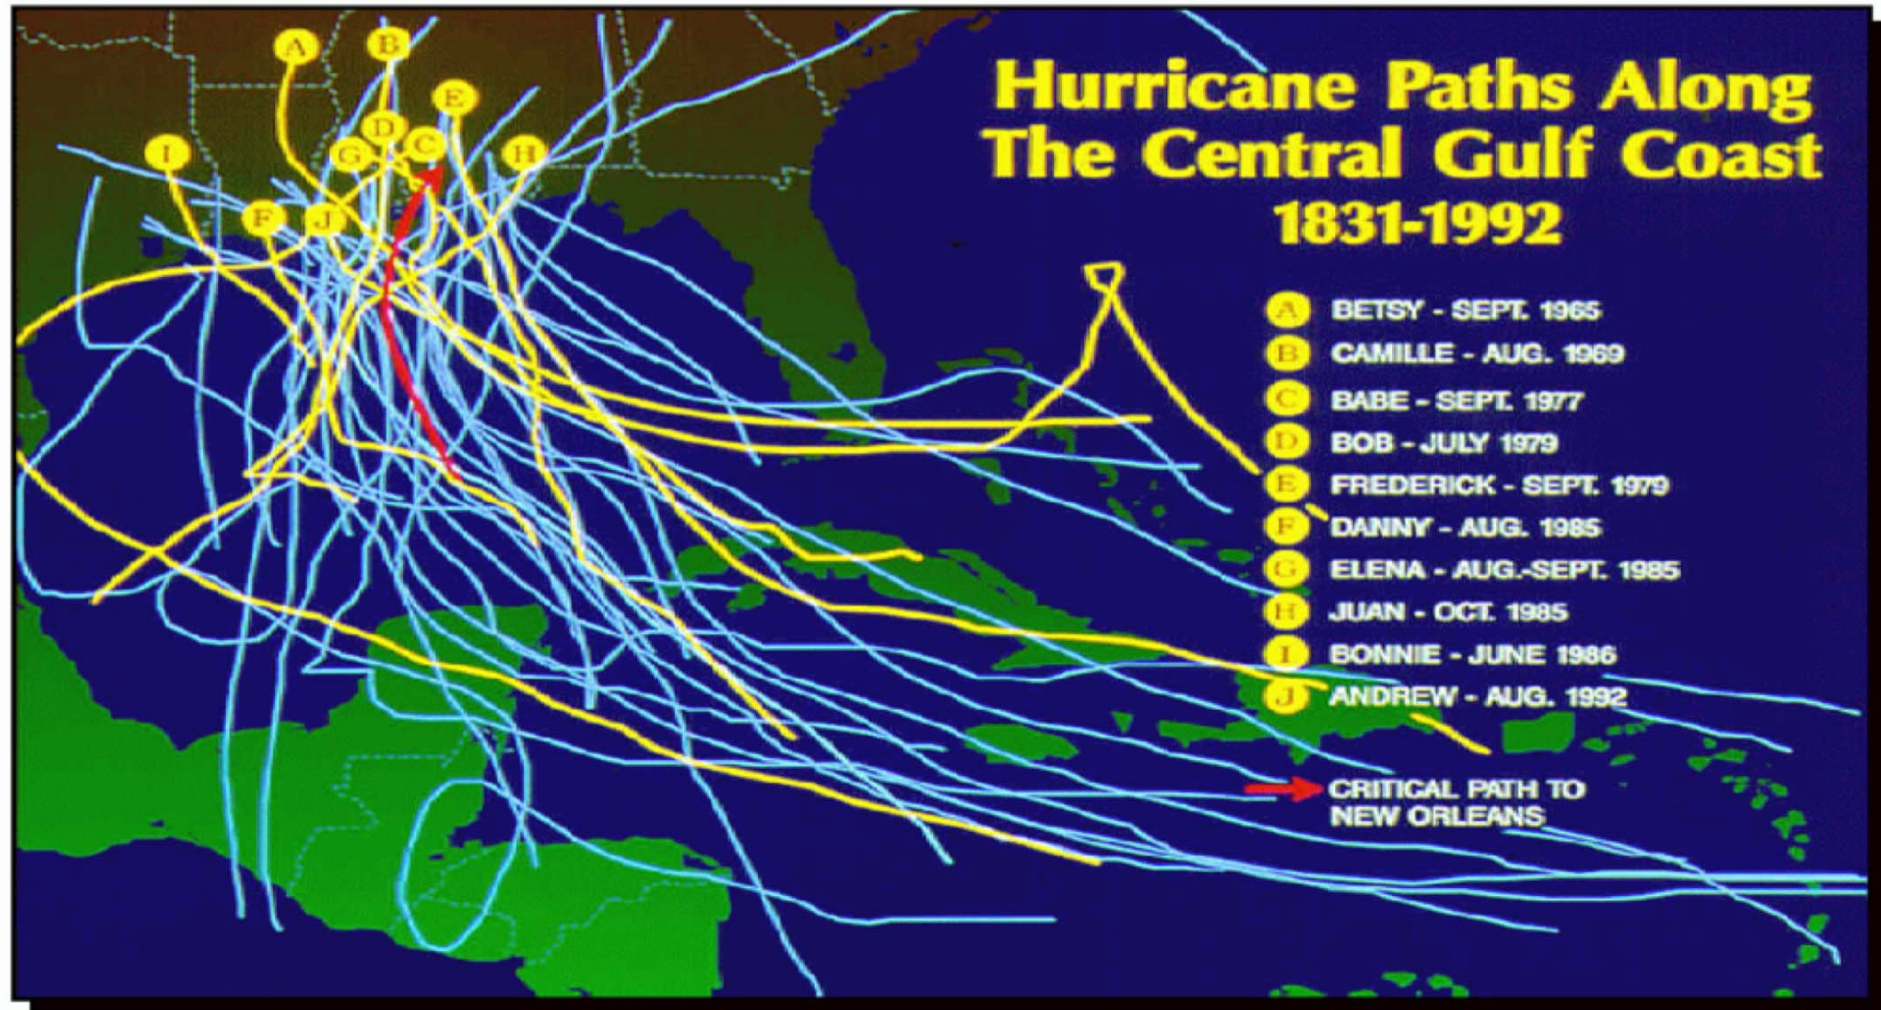 Hurricane Paths Along
The Central Gulf Coast
1831-1992
A
B
E
D
C
G
I
H
F
J
A BETSY - SEPT. 1965
B CAMILLE - AUG. 1969
C BABE - SEPT. 1977
D BOB - JULY 1979
E FREDERICK - SEPT. 1979
F DANNY - AUG. 1985
G ELENA - AUG.-SEPT. 1985
H JUAN - OCT. 1985
I BONNIE - JUNE 1986
J ANDREW - AUG. 1992
CRITICAL PATH TO
NEW ORLEANS